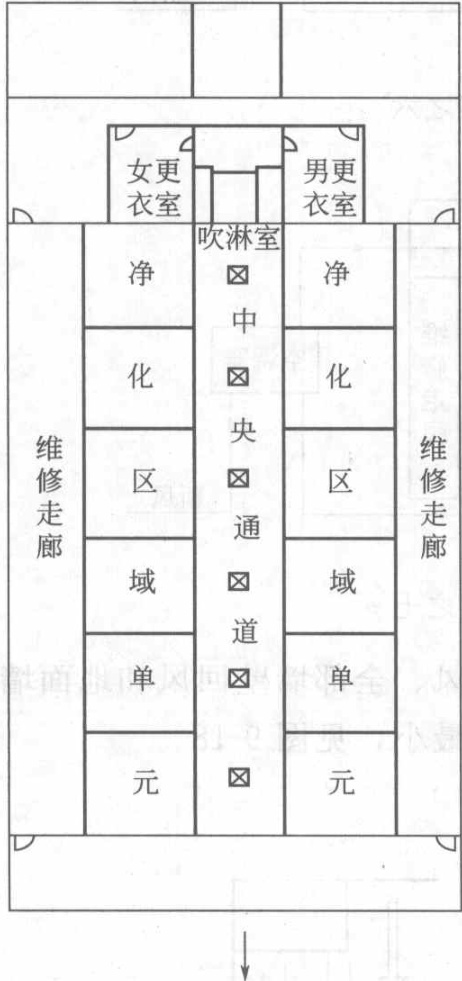 女更
衣室
男更
衣室
吹淋室
净化区域单元
中央通道
净化区域单元
维修走廊
维修走廊